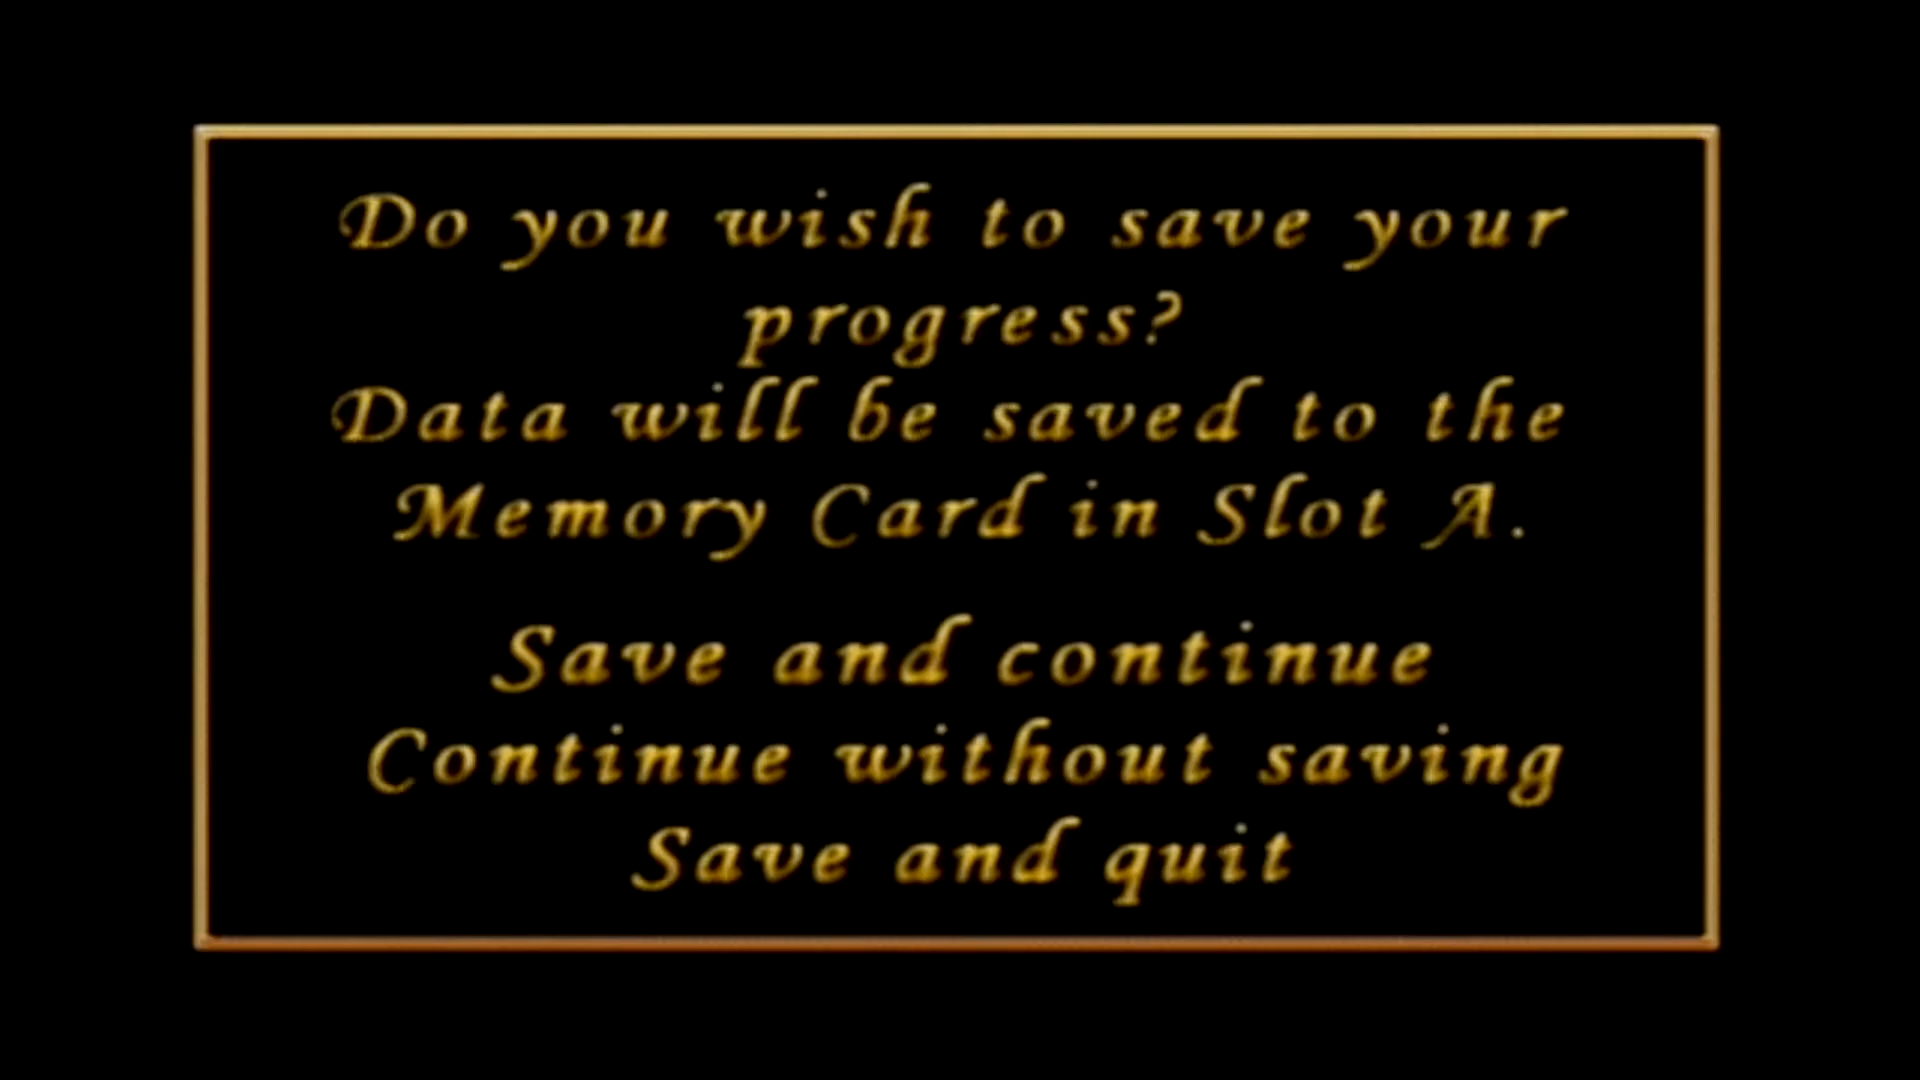 Do you wish to save your
progress?
Data will be saved to the
Memory Card in Slot A.
Save and continue
Continue without saving
Save and quit